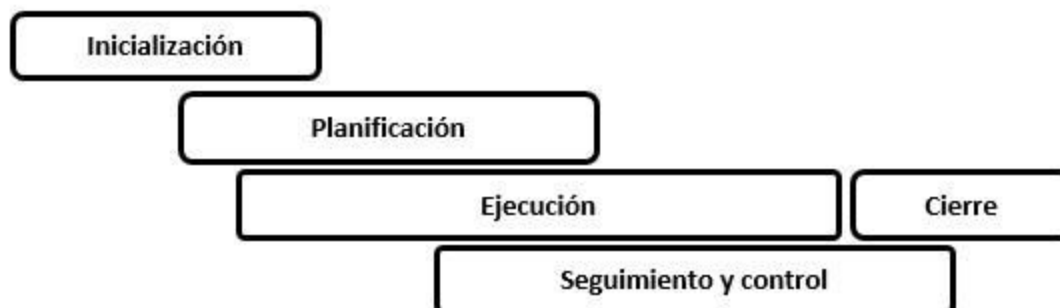 Inicialización
Planificación
Ejecución
Cierre
Seguimiento y control